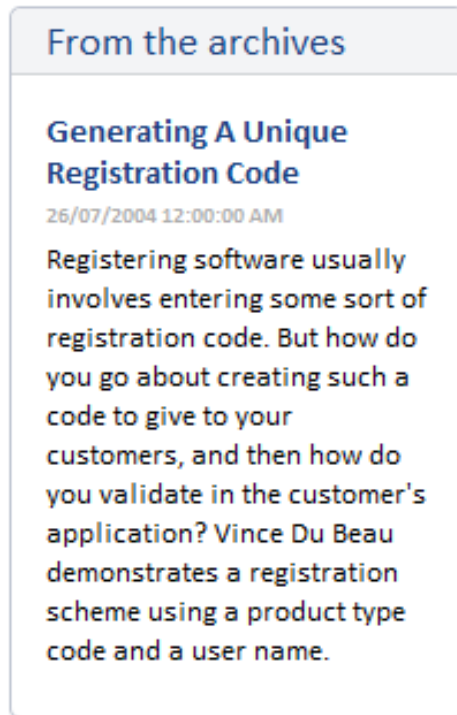 From the archives
Generating A Unique
Registration Code
26/07/2004 12:00:00 AM
Registering software usually
involves entering some sort of
registration code. But how do
you go about creating such a
code to give to your
customers, and then how do
you validate in the customer's
application? Vince Du Beau
demonstrates a registration
scheme using a product type
code and a user name.